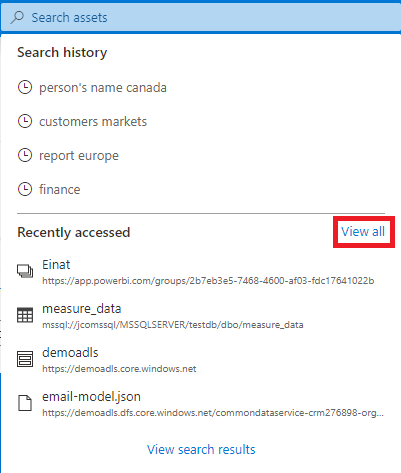 Search assets
Search history
person's name canada
customers markets
report europe
finance
Recently accessed View all
Einat
https://app.powerbi.com/groups/2b7eb3e5-7468-4600-af03-fdc17641022b
measure_data
mssql://jcomssql/MSSQLSERVER/testdb/dbo/measure_data
demoadls
https://demoadls.core.windows.net
email-model.json
https://demoadls.dfs.core.windows.net/commondataservice-crm276898-org...
View search results